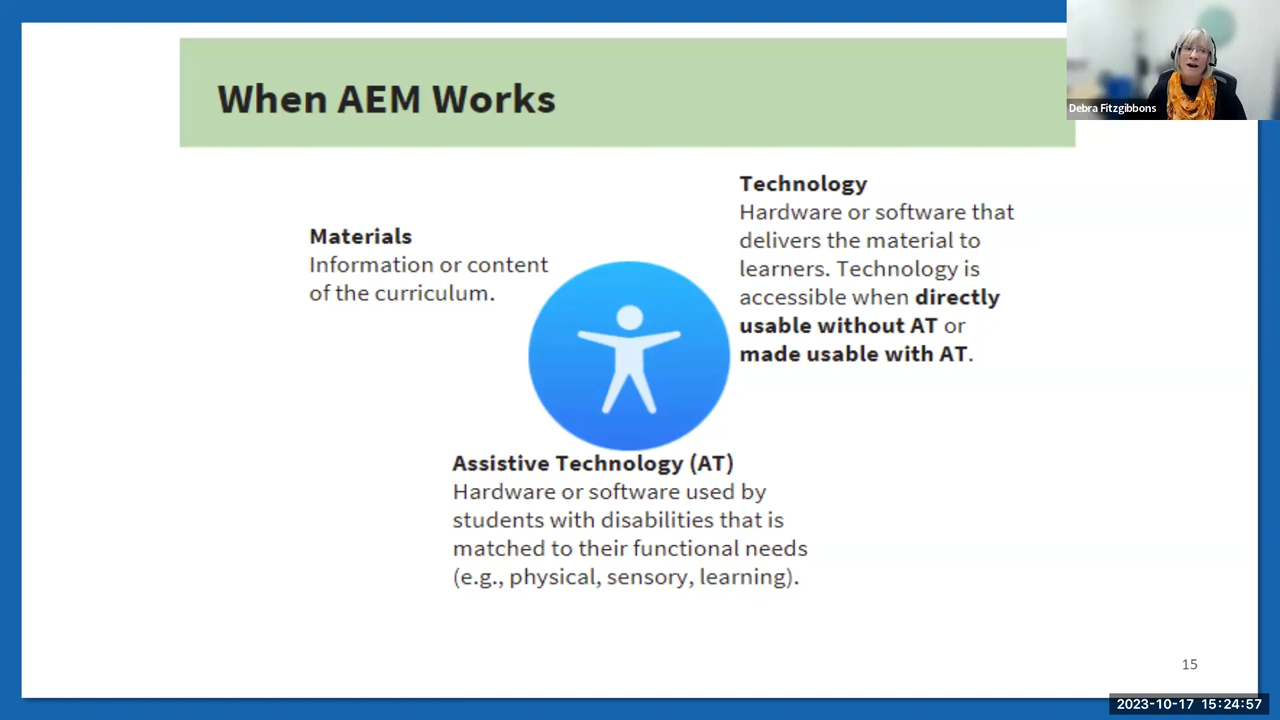 When AEM Works
Debra Fitzgibbons
Materials
Information or content
of the curriculum.
Technology
Hardware or software that
delivers the material to
learners. Technology is
accessible when directly
usable without AT or
made usable with AT.
Assistive Technology (AT)
Hardware or software used by
students with disabilities that is
matched to their functional needs
(e.g., physical, sensory, learning).
15
2023-10-17 15:24:57